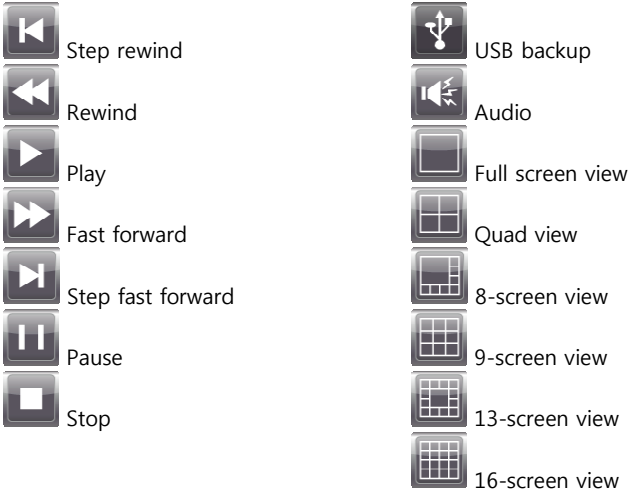 Step rewind
Rewind
Play
Fast forward
Step fast forward
Pause
Stop
USB backup
Audio
Full screen view
Quad view
8-screen view
9-screen view
13-screen view
16-screen view